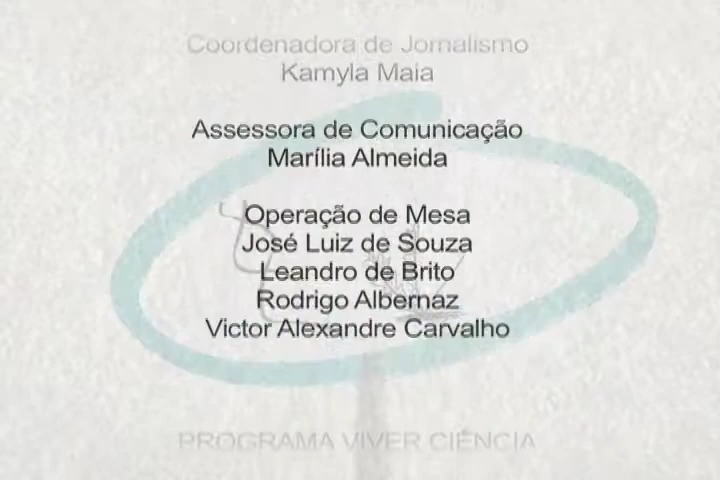 Coordenadora de Jornalismo
Kamyla Maia
Assessora de Comunicação
Marília Almeida
Operação de Mesa
José Luiz de Souza
Leandro de Brito
Rodrigo Albernaz
Victor Alexandre Carvalho
PROGRAMA VIVER CIÊNCIA